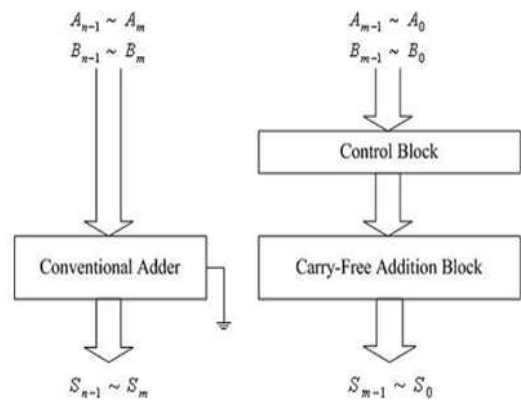 A_{n-1} ~ A_m
B_{n-1} ~ B_m
A_{m-1} ~ A_0
B_{m-1} ~ B_0
Control Block
Conventional Adder
Carry-Free Addition Block
S_{n-1} ~ S_m
S_{m-1} ~ S_0